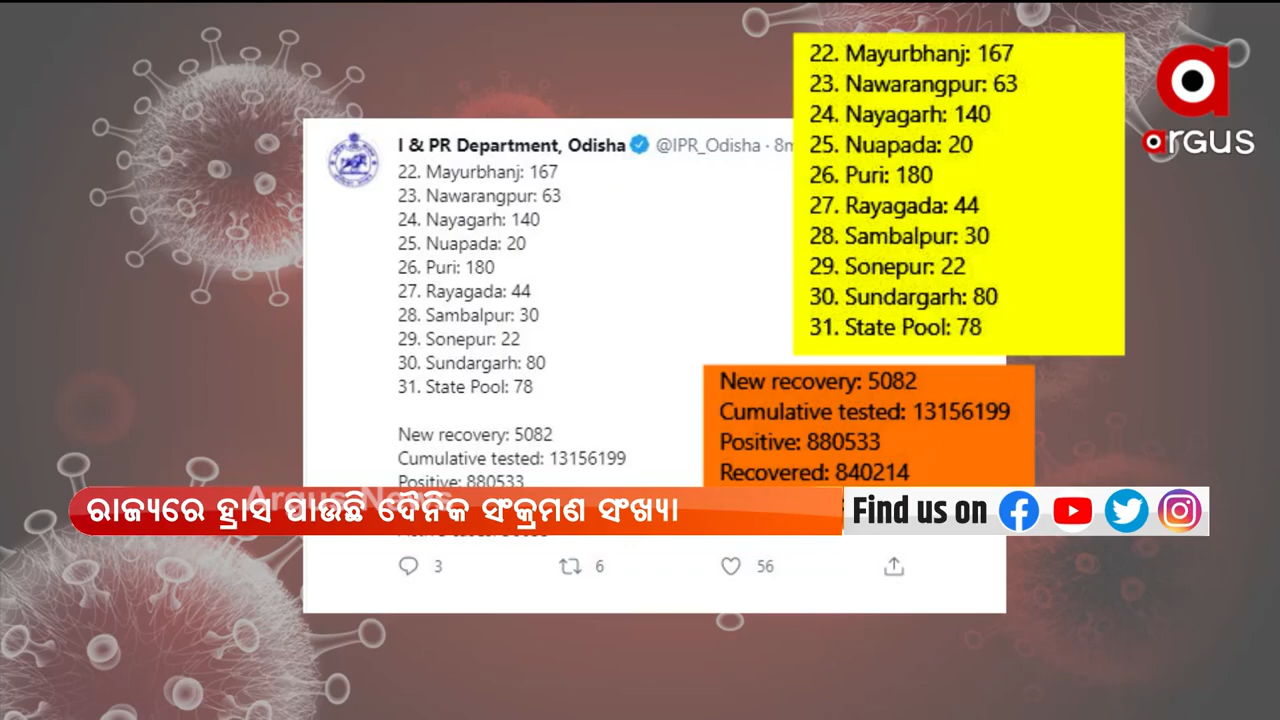 I & PR Department, Odisha @IPR_Odisha · 8m
22. Mayurbhanj: 167
23. Nawarangpur: 63
24. Nayagarh: 140
25. Nuapada: 20
26. Puri: 180
27. Rayagada: 44
28. Sambalpur: 30
29. Sonepur: 22
30. Sundargarh: 80
31. State Pool: 78
New recovery: 5082
Cumulative tested: 13156199
Positive: 880533
3 6 56
22. Mayurbhanj: 167
23. Nawarangpur: 63
24. Nayagarh: 140
25. Nuapada: 20
26. Puri: 180
27. Rayagada: 44
28. Sambalpur: 30
29. Sonepur: 22
30. Sundargarh: 80
31. State Pool: 78
New recovery: 5082
Cumulative tested: 13156199
Positive: 880533
Recovered: 840214
argus
Argus News
ରାଜ୍ୟରେ ହ୍ରାସ ପାଉଛି ଦୈନିକ ସଂକ୍ରମଣ ସଂଖ୍ୟା
Find us on